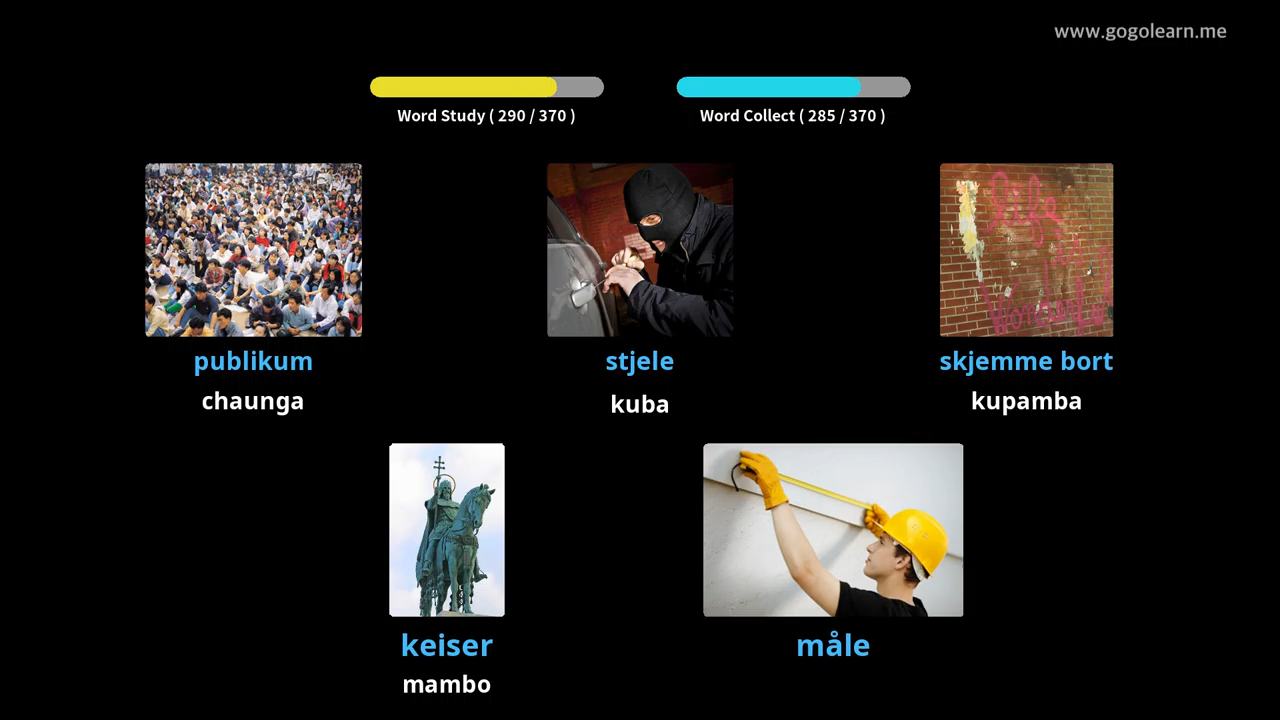 www.gogolearn.me
Word Study ( 290 / 370 )
Word Collect ( 285 / 370 )
publikum
stjele
skjemme bort
chaunga
kuba
kupamba
keiser
måle
mambo